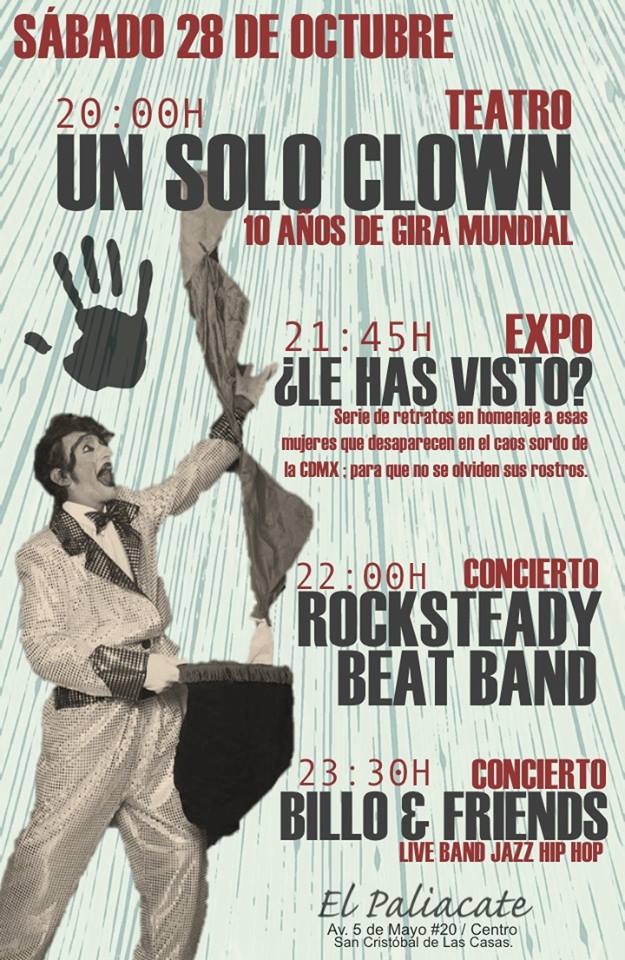 SÁBADO 28 DE OCTUBRE
20:00H TEATRO
UN SOLO CLOWN
10 AÑOS DE GIRA MUNDIAL
21:45H EXPO
¿LE HAS VISTO?
Serie de retratos en homenaje a esas
mujeres que desaparecen en el caos sordo de
la CDMX ; para que no se olviden sus rostros.
22:00H CONCIERTO
ROCKSTEADY
BEAT BAND
23:30H CONCIERTO
BILLO & FRIENDS
LIVE BAND JAZZ HIP HOP
El Paliacate
Av. 5 de Mayo #20 / Centro
San Cristóbal de Las Casas.